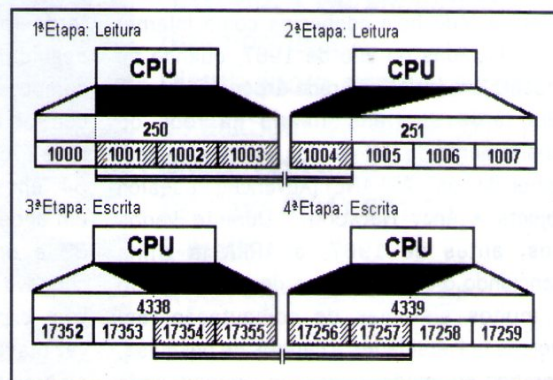 1ªEtapa: Leitura
2ªEtapa: Leitura
CPU
CPU
250
251
1000 1001 1002 1003
1004 1005 1006 1007
3ªEtapa: Escrita
4ªEtapa: Escrita
CPU
CPU
4338
4339
17352 17353 17354 17355
17256 17257 17258 17259